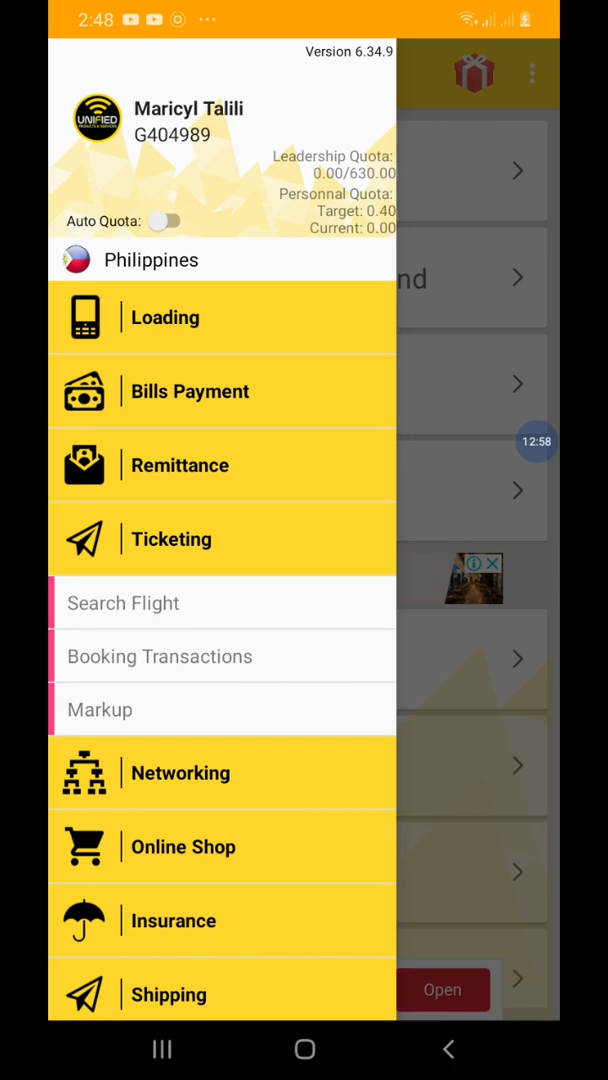 2:48
Version 6.34.9
UNIFIED
PRODUCTS & SERVICES
Maricyl Talili
G404989
Leadership Quota:
0.00/630.00
Personnal Quota:
Target: 0.40
Auto Quota:
Current: 0.00
Philippines
nd
Loading
Bills Payment
12:58
Remittance
Ticketing
Search Flight
Booking Transactions
Markup
Networking
Online Shop
Insurance
Shipping
Open